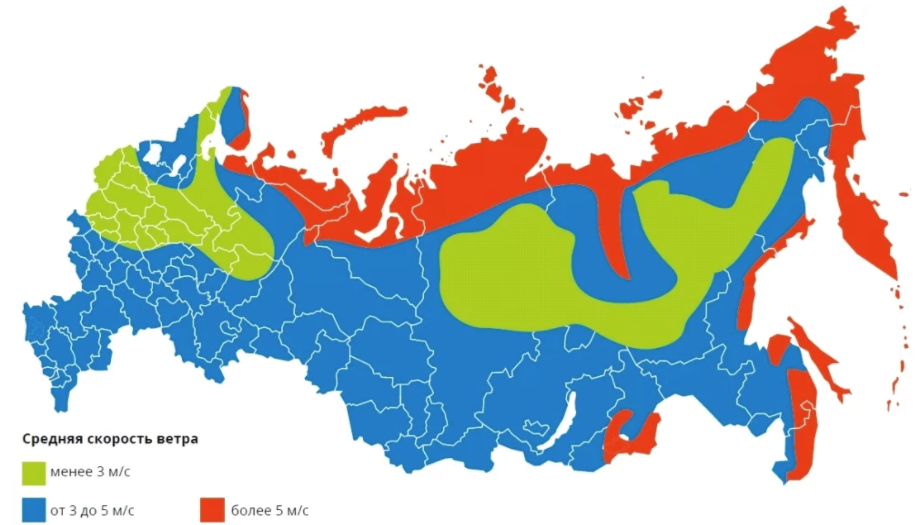 Средняя скорость ветра
менее 3 м/с
от 3 до 5 м/с
более 5 м/с